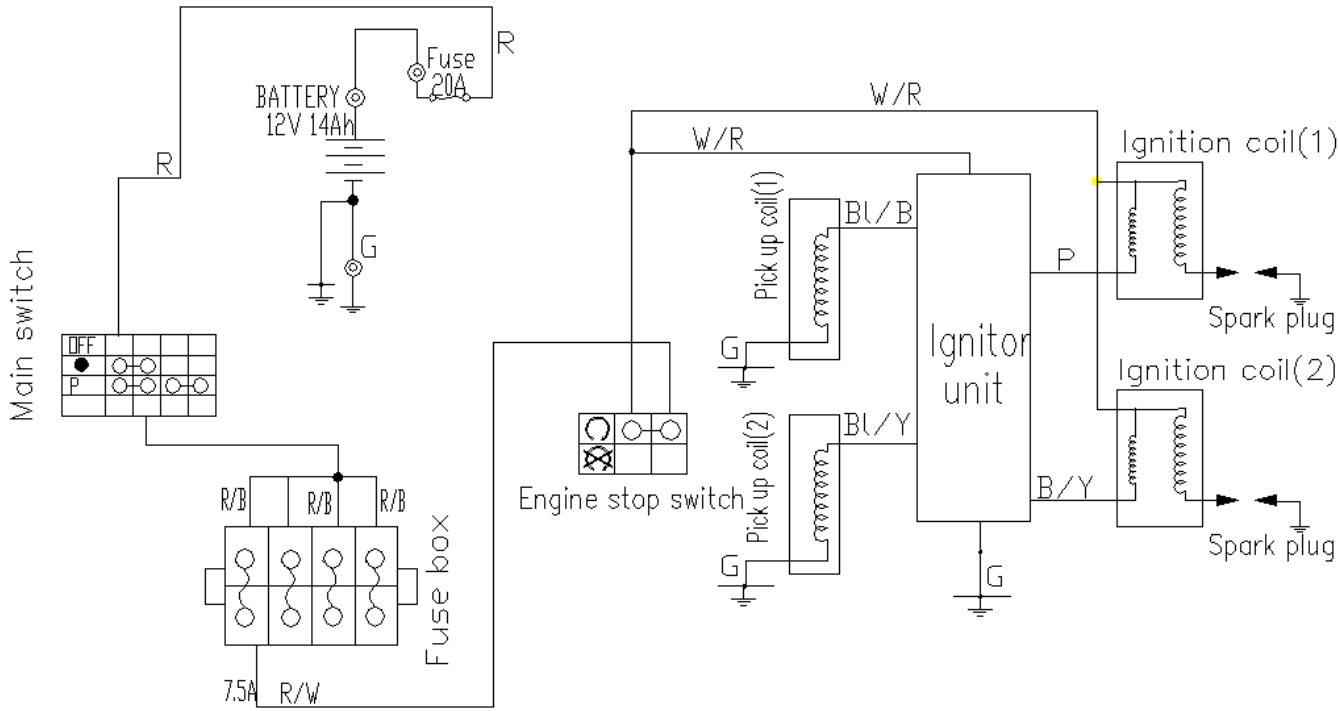 R
Fuse
20A
BATTERY
12V 14Ah
R
G
Main switch
OFF
P
R/B
R/B
R/B
Fuse box
7.5A
R/W
W/R
W/R
Ignition coil(1)
Pick up coil(1)
Bl/B
P
G
Spark plug
Ignitor
unit
Ignition coil(2)
Pick up coil(2)
Bl/Y
Engine stop switch
B/Y
G
G
Spark plug